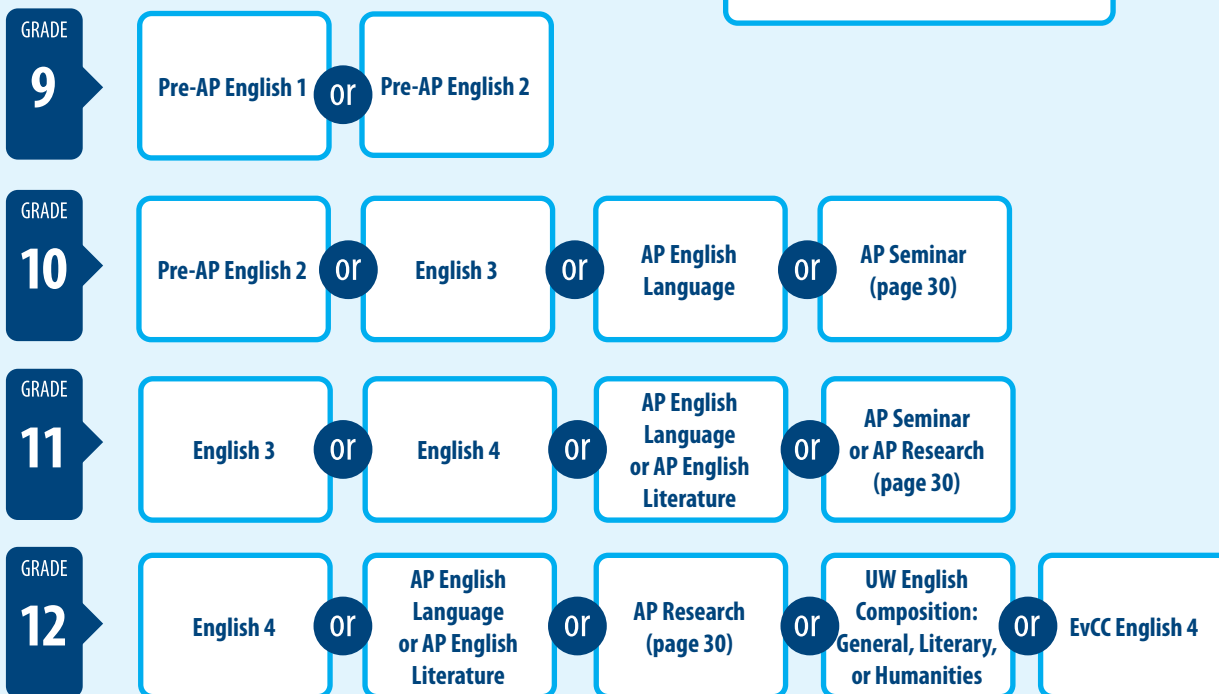 GRADE
9
Pre-AP English 1
or
Pre-AP English 2
GRADE
10
Pre-AP English 2
or
English 3
or
AP English
Language
or
AP Seminar
(page 30)
GRADE
11
English 3
or
English 4
or
AP English
Language
or AP English
Literature
or
AP Seminar
or AP Research
(page 30)
GRADE
12
English 4
or
AP English
Language
or AP English
Literature
or
AP Research
(page 30)
or
UW English
Composition:
General, Literary,
or Humanities
or
EvCC English 4